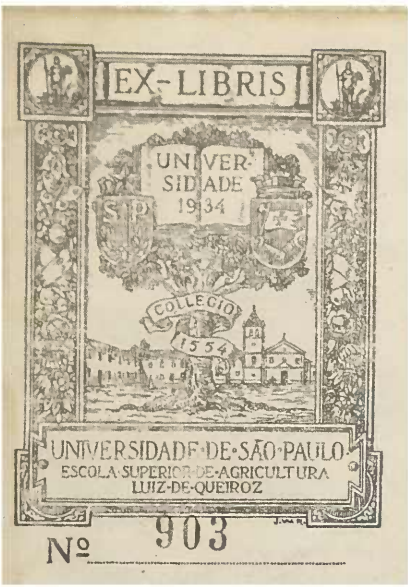 EX-LIBRIS
UNIVER-
SIDADE
1934
S P
COLLEGIO
1554
UNIVERSIDADE·DE·SÃO·PAULO·
ESCOLA·SUPERIOR·DE·AGRICULTURA
LUIZ·DE·QUEIROZ
Nº 903